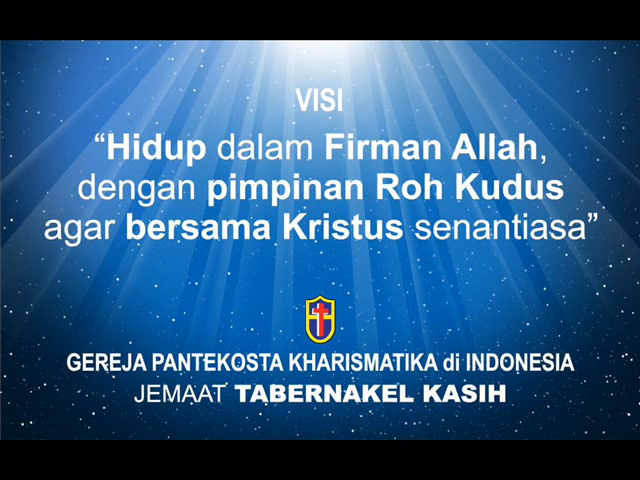 VISI
“Hidup dalam Firman Allah,
dengan pimpinan Roh Kudus
agar bersama Kristus senantiasa”
GEREJA PANTEKOSTA KHARISMATIKA di INDONESIA
JEMAAT TABERNAKEL KASIH